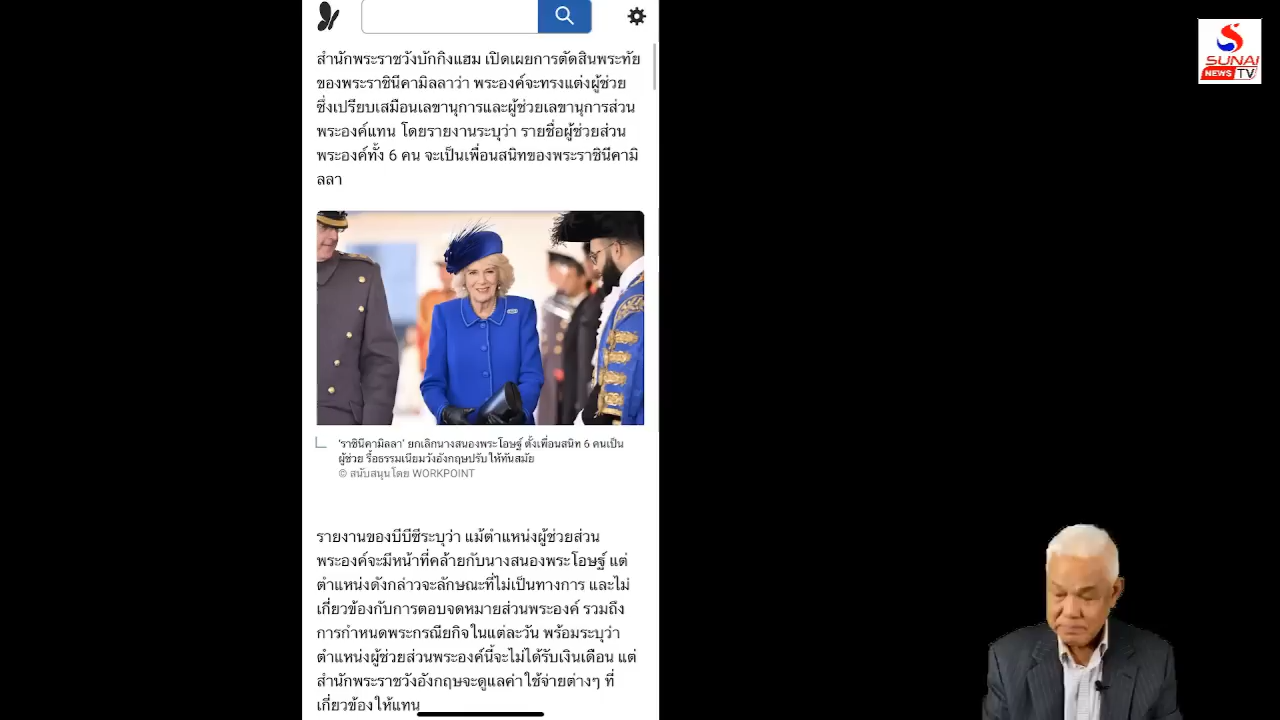 สำนักพระราชวังบักกิงแฮม เปิดเผยการตัดสินพระทัย
ของพระราชินีคามิลลาว่า พระองค์จะทรงแต่งผู้ช่วย
ซึ่งเปรียบเสมือนเลขานุการและผู้ช่วยเลขานุการส่วน
พระองค์แทน โดยรายงานระบุว่า รายชื่อผู้ช่วยส่วน
พระองค์ทั้ง 6 คน จะเป็นเพื่อนสนิทของพระราชินีคามิ
ลลา
SUNAI
NEWS TV
'ราชินีคามิลลา' ยกเลิกนางสนองพระโอษฐ์ ตั้งเพื่อนสนิท 6 คนเป็น
ผู้ช่วย รื้อธรรมเนียมวังอังกฤษปรับให้ทันสมัย
© สนับสนุนโดย WORKPOINT
รายงานของบีบีซีระบุว่า แม้ตำแหน่งผู้ช่วยส่วน
พระองค์จะมีหน้าที่คล้ายกับนางสนองพระโอษฐ์ แต่
ตำแหน่งดังกล่าวจะลักษณะที่ไม่เป็นทางการ และไม่
เกี่ยวข้องกับการตอบจดหมายส่วนพระองค์ รวมถึง
การกำหนดพระกรณียกิจในแต่ละวัน พร้อมระบุว่า
ตำแหน่งผู้ช่วยส่วนพระองค์นี้จะไม่ได้รับเงินเดือน แต่
สำนักพระราชวังอังกฤษจะดูแลค่าใช้จ่ายต่างๆ ที่
เกี่ยวข้องให้แทน